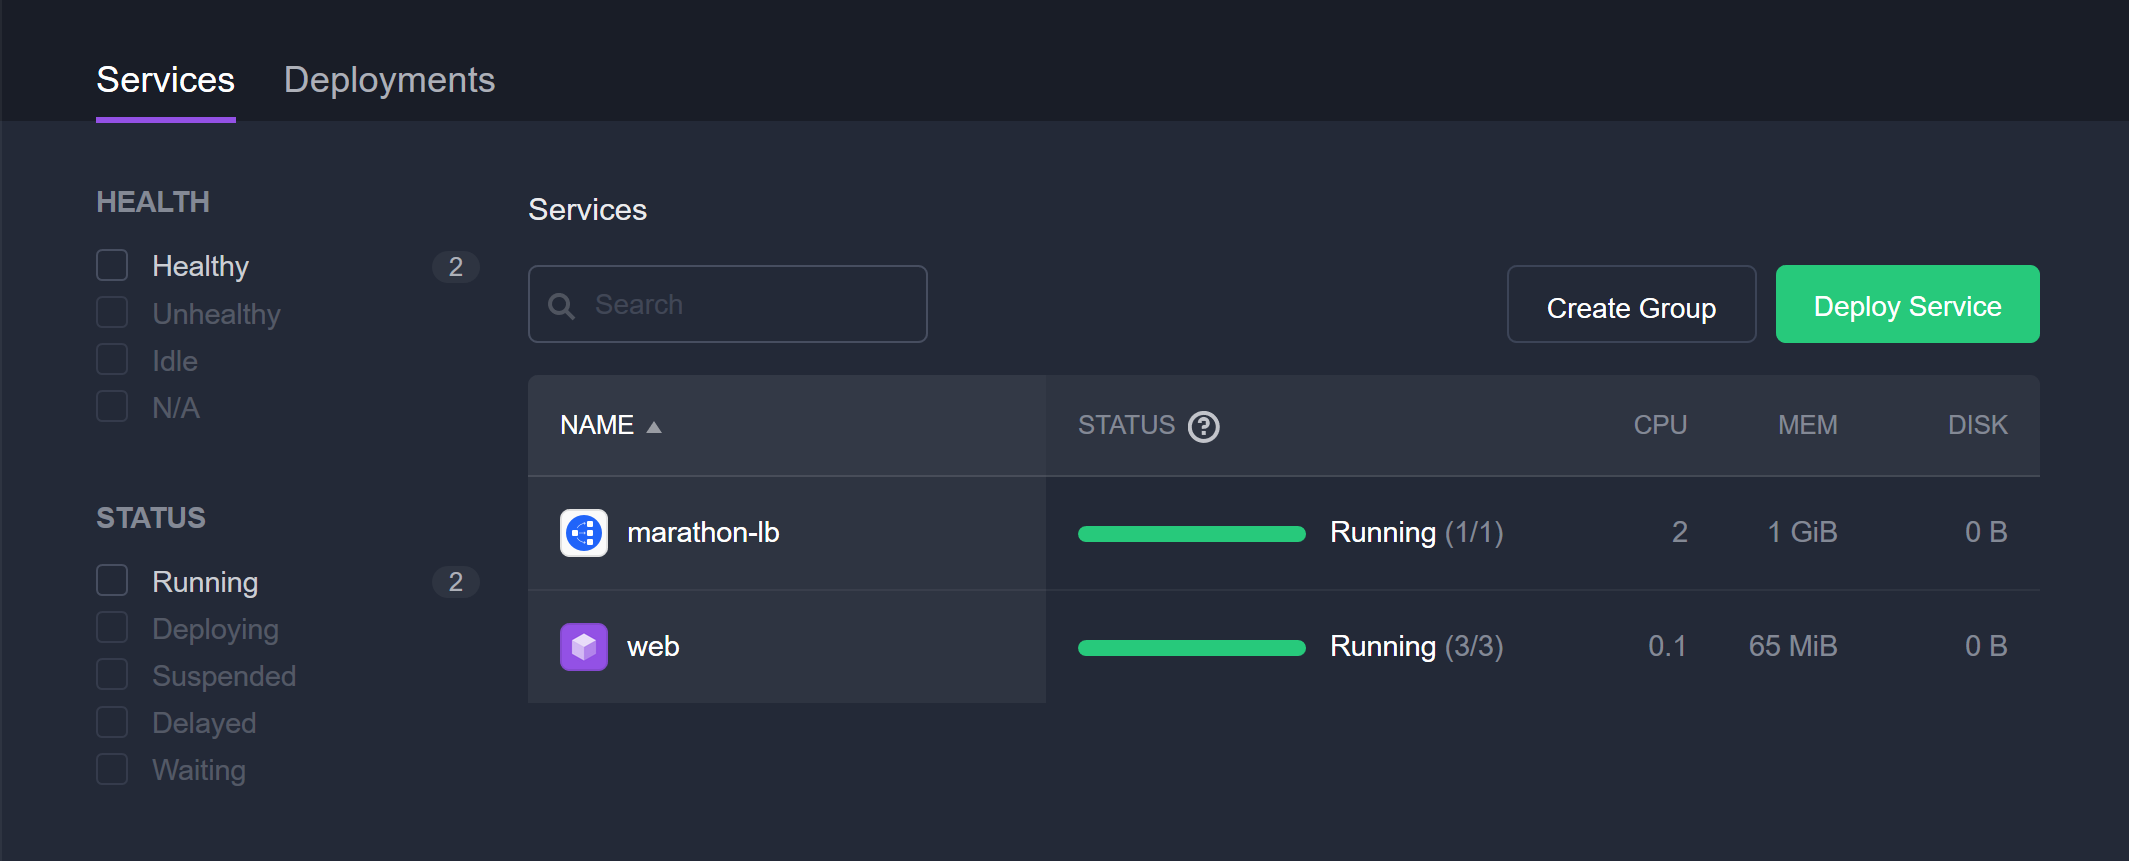 Services Deployments
HEALTH
Healthy 2
Unhealthy
Idle
N/A
STATUS
Running 2
Deploying
Suspended
Delayed
Waiting
Services
Search
Create Group Deploy Service
NAME STATUS ? CPU MEM DISK
marathon-lb Running (1/1) 2 1 GiB 0 B
web Running (3/3) 0.1 65 MiB 0 B